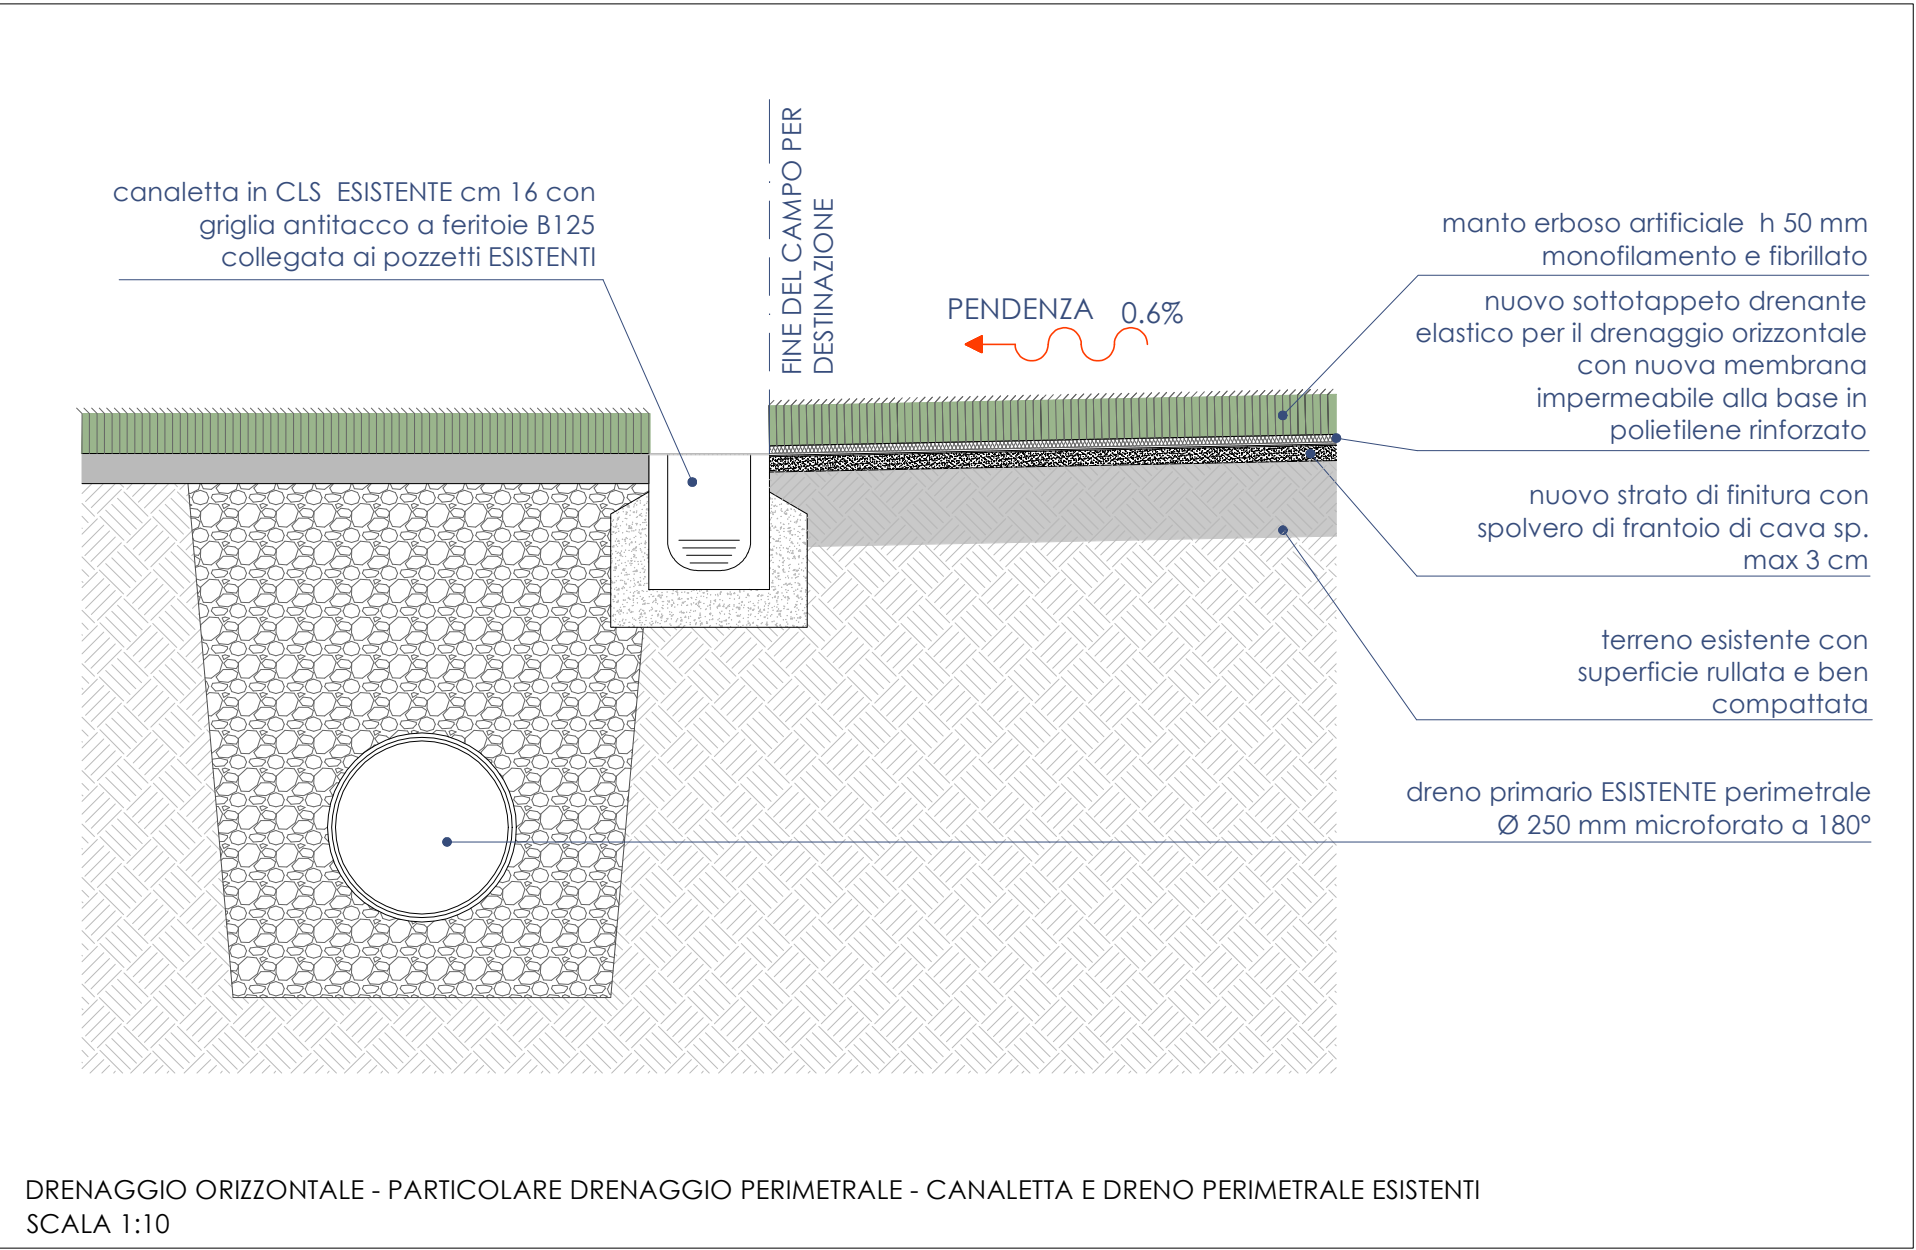 canaletta in CLS  ESISTENTE cm 16 con
griglia antitacco a feritoie B125
collegata ai pozzetti ESISTENTI
FINE DEL CAMPO PER
DESTINAZIONE
PENDENZA 0.6%
manto erboso artificiale  h 50 mm
monofilamento e fibrillato
nuovo sottotappeto drenante
elastico per il drenaggio orizzontale
con nuova membrana
impermeabile alla base in
polietilene rinforzato
nuovo strato di finitura con
spolvero di frantoio di cava sp.
max 3 cm
terreno esistente con
superficie rullata e ben
compattata
dreno primario ESISTENTE perimetrale
Ø 250 mm microforato a 180°
DRENAGGIO ORIZZONTALE - PARTICOLARE DRENAGGIO PERIMETRALE - CANALETTA E DRENO PERIMETRALE ESISTENTI
SCALA 1:10